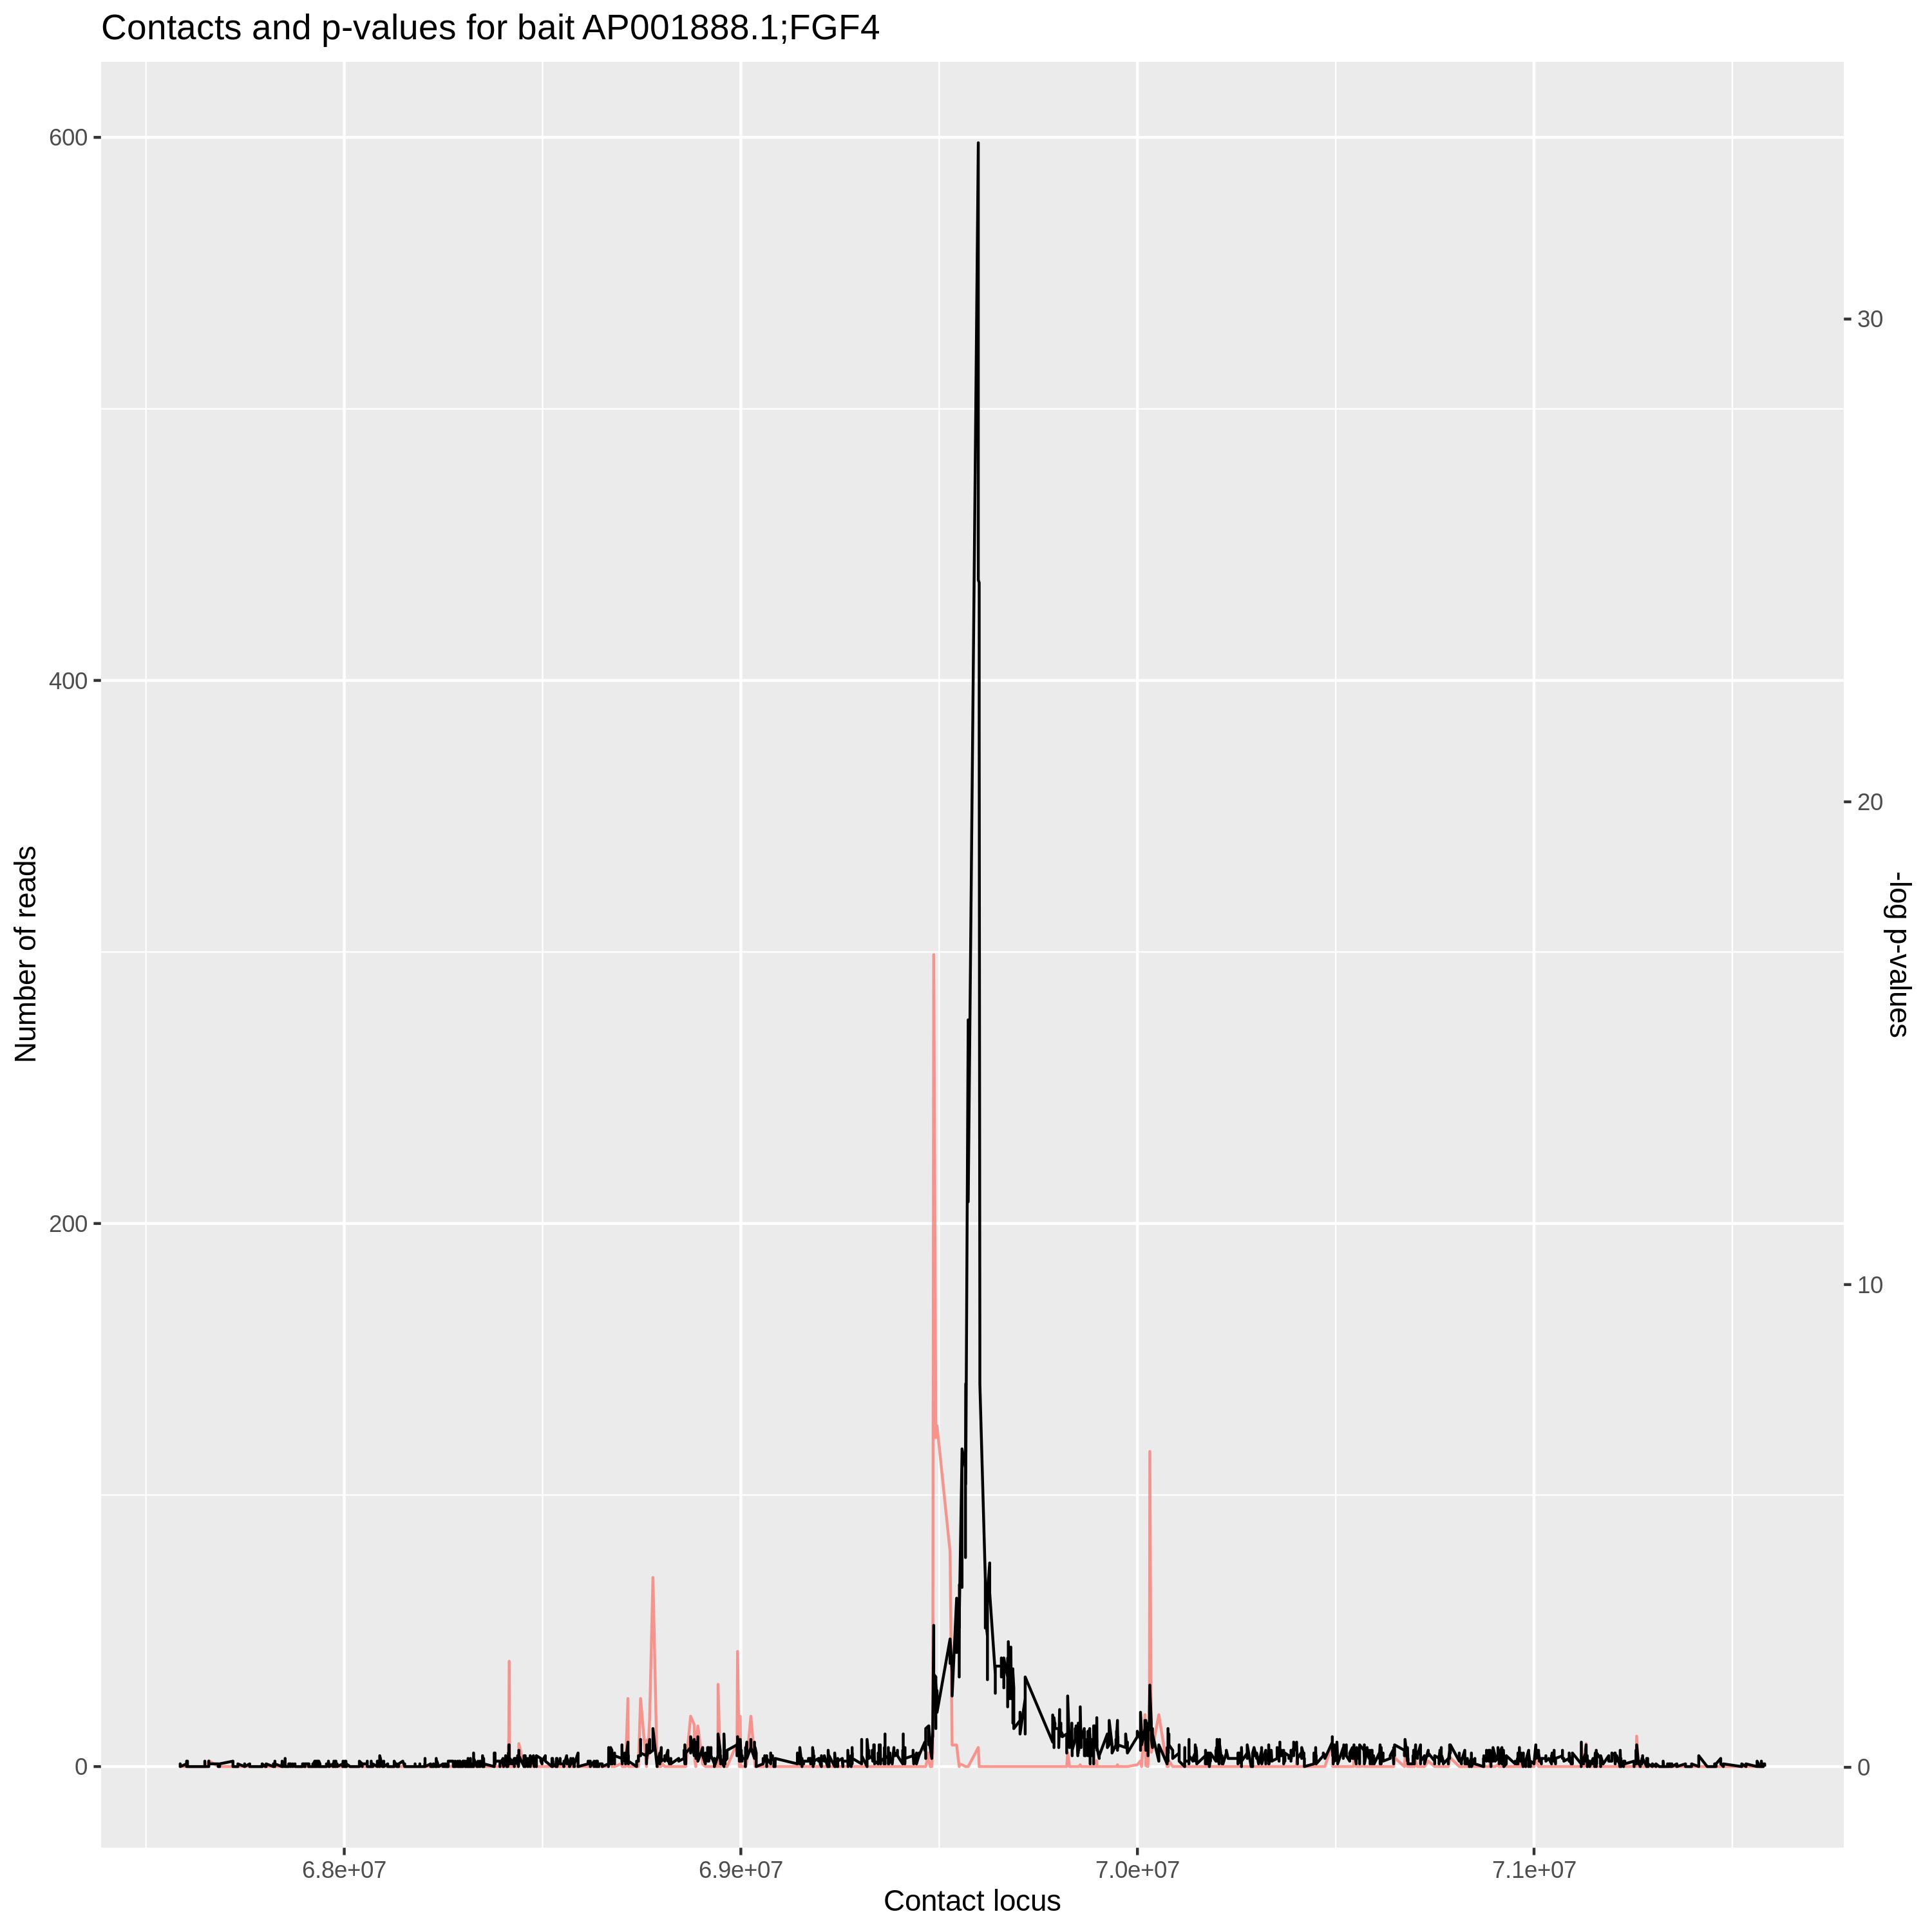 Contacts and p-values for bait AP001888.1;FGF4
600
400
200
0
Number of reads
30
20
10
0
-log p-values
6.8e+07
6.9e+07
7.0e+07
7.1e+07
Contact locus